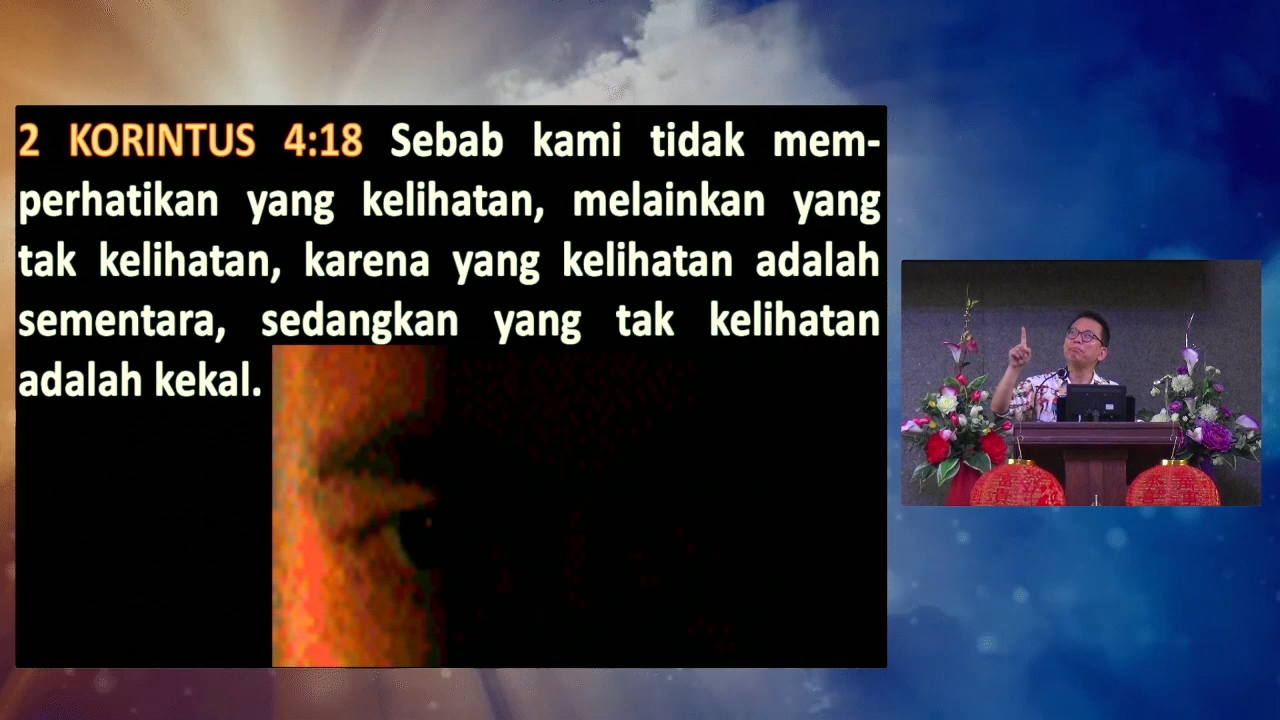 2 KORINTUS 4:18 Sebab kami tidak mem-
perhatikan yang kelihatan, melainkan yang
tak kelihatan, karena yang kelihatan adalah
sementara, sedangkan yang tak kelihatan
adalah kekal.